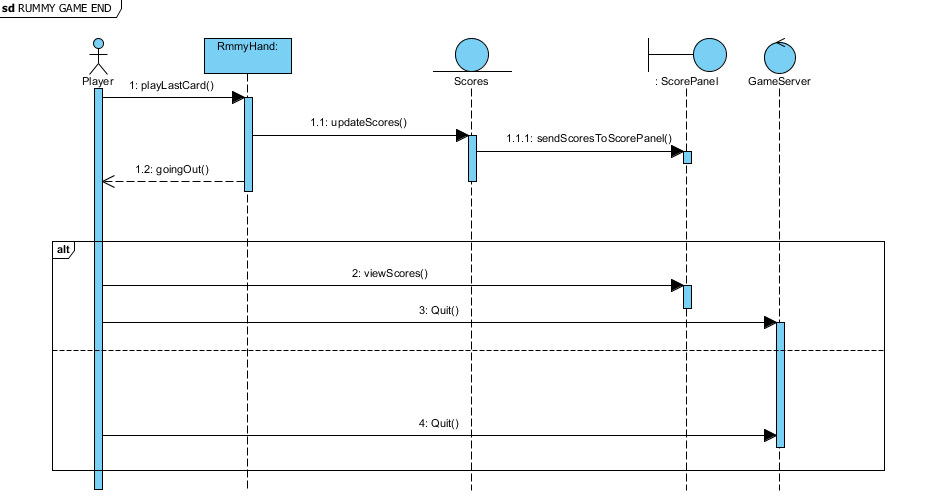 sd RUMMY GAME END
RmmyHand:
Player
Scores
: ScorePanel
GameServer
1: playLastCard()
1.1: updateScores()
1.1.1: sendScoresToScorePanel()
1.2: goingOut()
alt
2: viewScores()
3: Quit()
4: Quit()